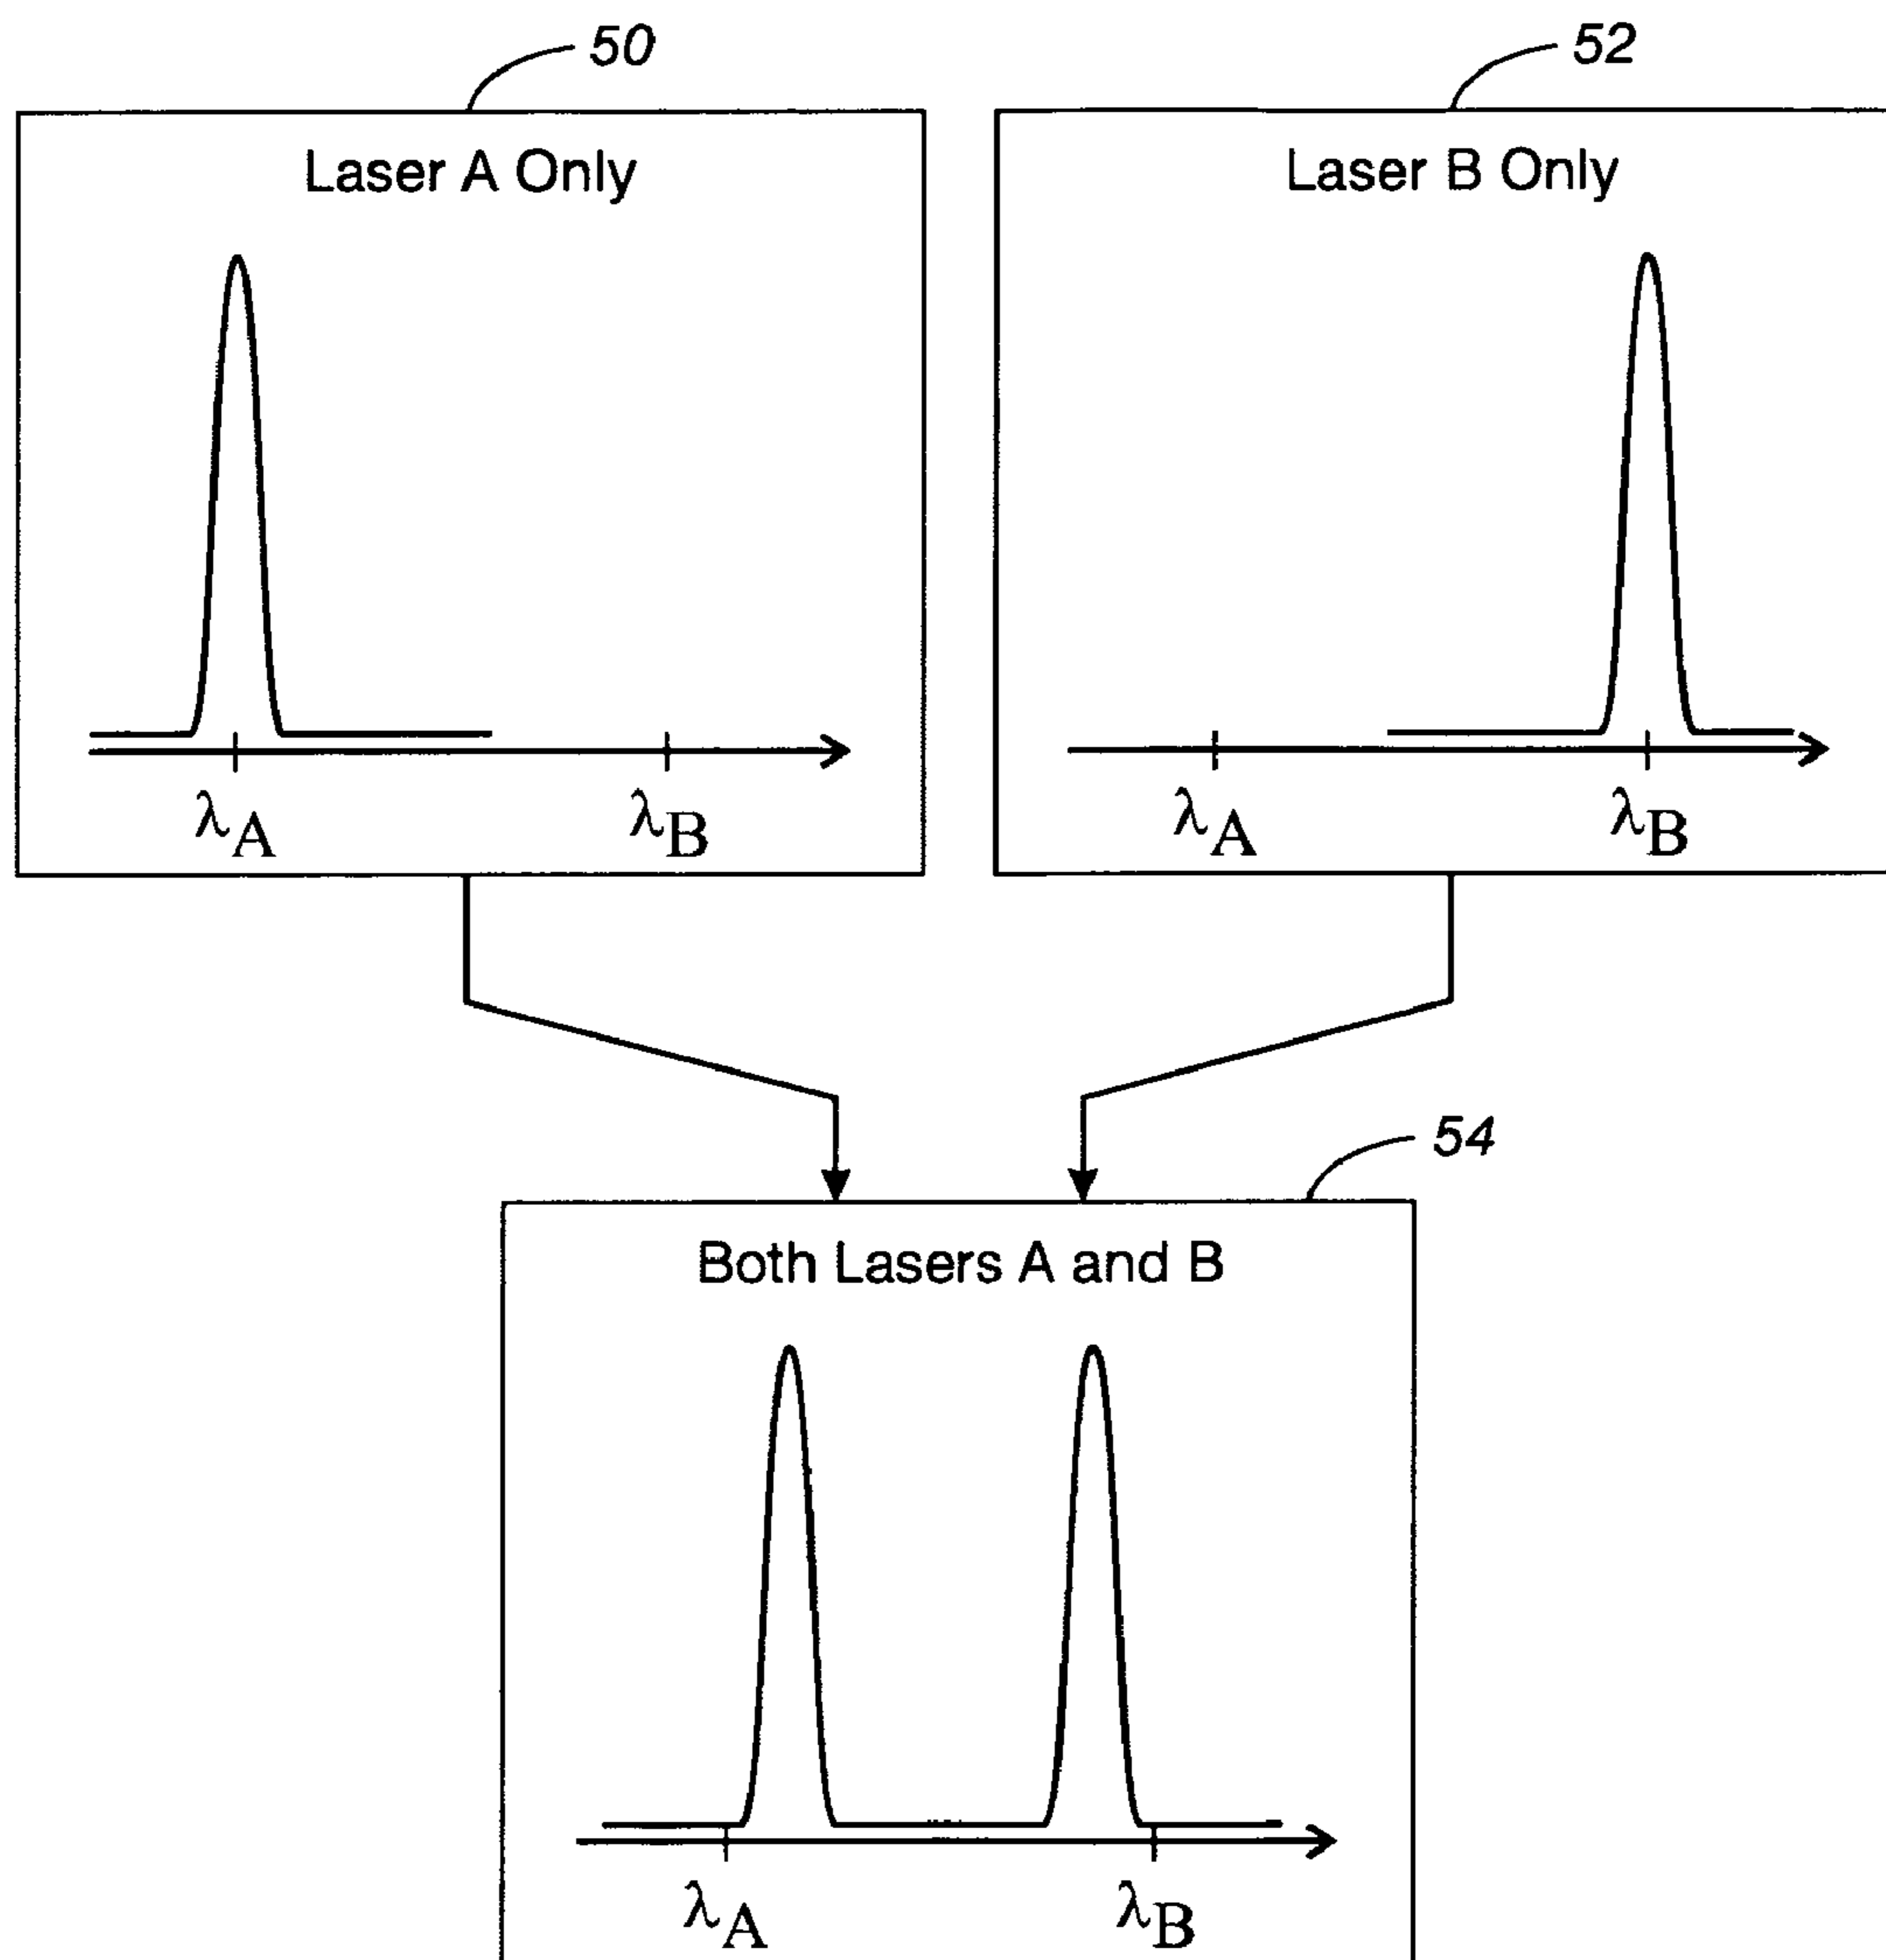 50
52
Laser A Only
Laser B Only
λA
λB
λA
λB
54
Both Lasers A and B
λA
λB